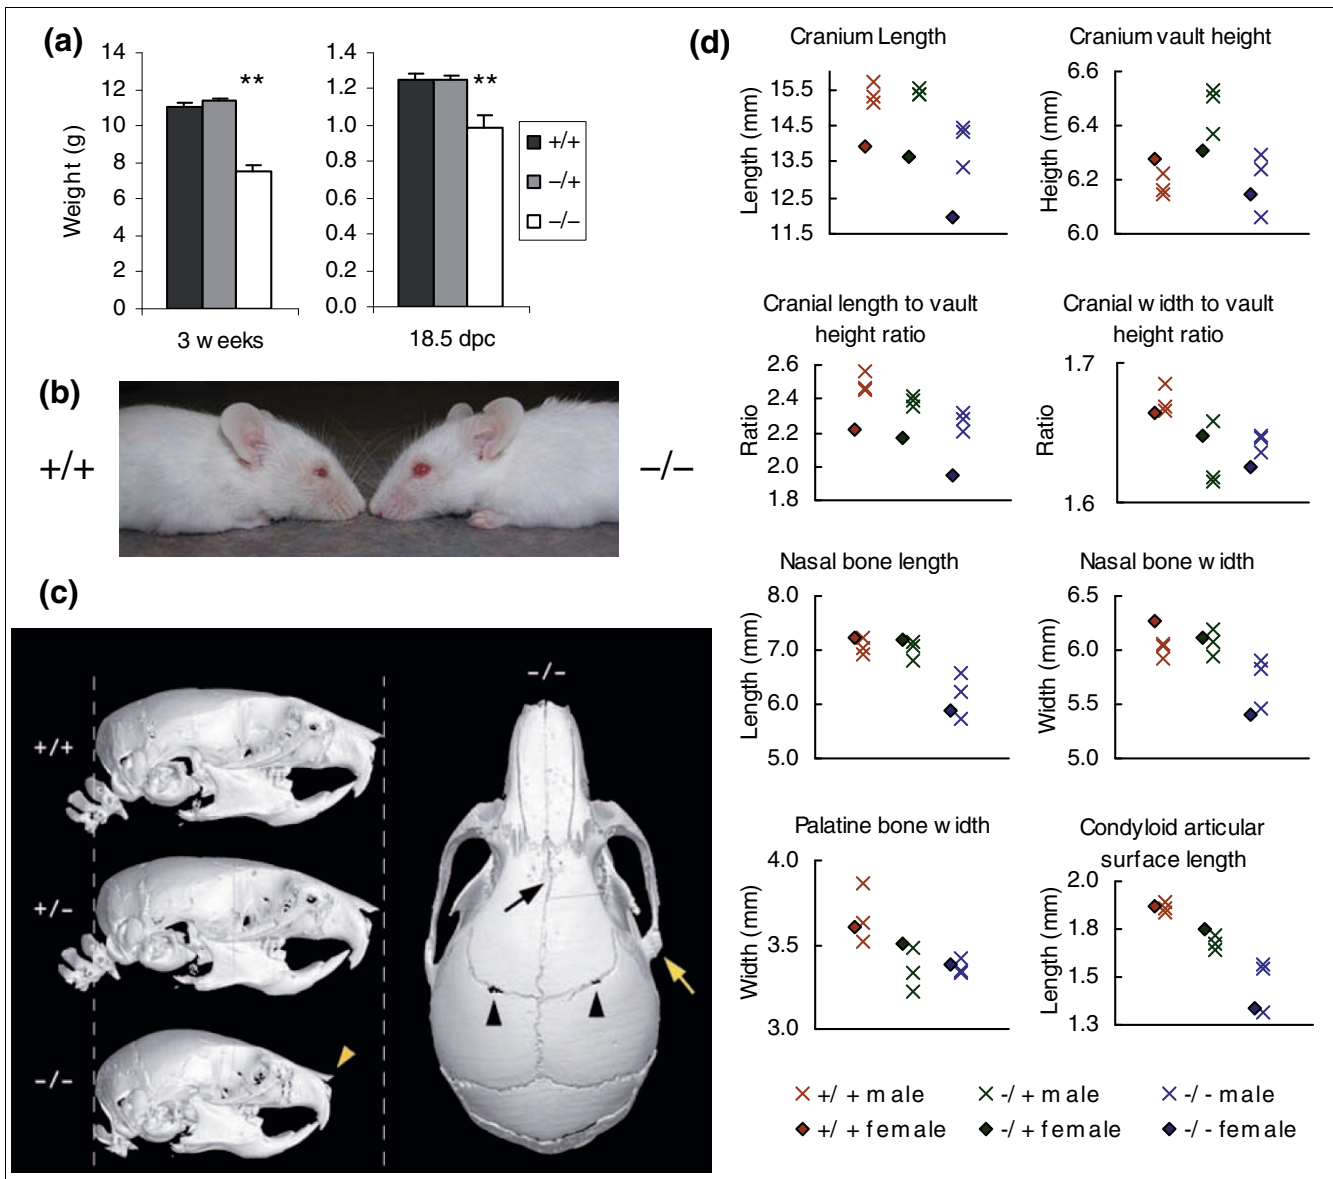 (a)
14
12
10
8
6
4
2
0
Weight (g)
**
3 weeks
1.4
1.2
1.0
0.8
0.6
0.4
0.2
0.0
**
18.5 dpc
+/+
−/+
−/−
(b)
+/+
−/−
(c)
+/+
+/-
-/-
-/-
(d)
Cranium Length
15.5
14.5
13.5
12.5
11.5
Length (mm)
Cranium vault height
6.6
6.4
6.2
6.0
Heigth (mm)
Cranial length to vault
height ratio
2.6
2.4
2.2
2.0
1.8
Ratio
Cranial width to vault
height ratio
1.7
1.6
Ratio
Nasal bone length
8.0
7.0
6.0
5.0
Length (mm)
Nasal bone width
6.5
6.0
5.5
5.0
Width (mm)
Palatine bone width
4.0
3.5
3.0
Width (mm)
Condyloid articular
surface length
2.0
1.8
1.5
1.3
Length (mm)
+/+ male
-/+ male
-/- male
+/+ female
-/+ female
-/- female